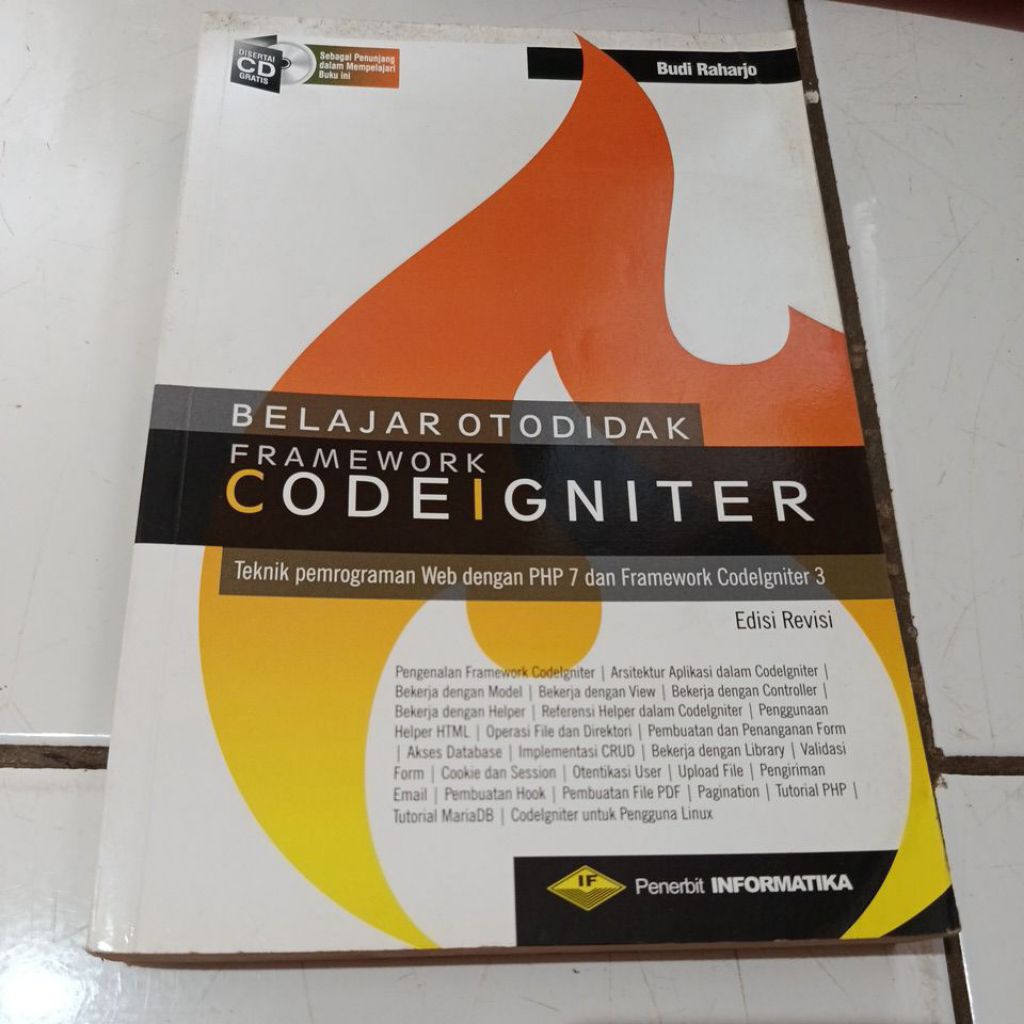 DISERTAI
CD
GRATIS
Sebagai Penunjang
dalam Mempelajari
Buku ini
Budi Raharjo
BELAJAR OTODIDAK
FRAMEWORK
CODEIGNITER
Teknik pemrograman Web dengan PHP 7 dan Framework CodeIgniter 3
Edisi Revisi
Pengenalan Framework CodeIgniter | Arsitektur Aplikasi dalam CodeIgniter |
Bekerja dengan Model | Bekerja dengan View | Bekerja dengan Controller |
Bekerja dengan Helper | Referensi Helper dalam CodeIgniter | Penggunaan
Helper HTML | Operasi File dan Direktori | Pembuatan dan Penanganan Form
| Akses Database | Implementasi CRUD | Bekerja dengan Library | Validasi
Form | Cookie dan Session | Otentikasi User | Upload File | Pengiriman
Email | Pembuatan Hook | Pembuatan File PDF | Pagination | Tutorial PHP |
Tutorial MariaDB | CodeIgniter untuk Pengguna Linux
IF
Penerbit INFORMATIKA